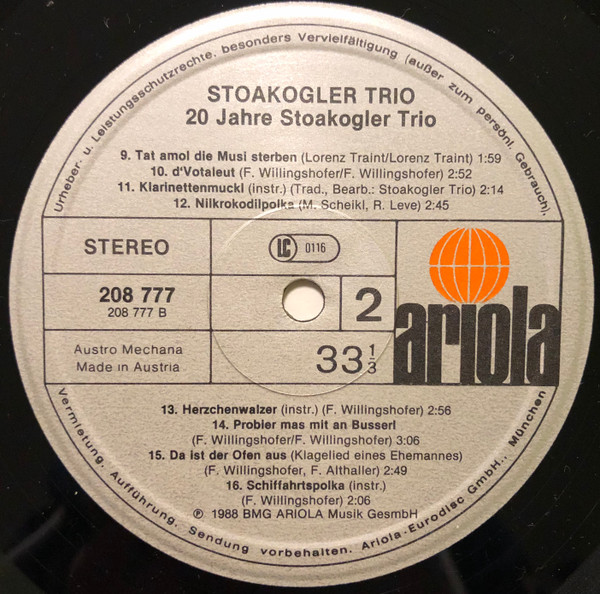 Urheber- u. Leistungsschutzrechte, besonders Vervielfältigung (außer zum persönl. Gebrauch),
STOAKOGLER TRIO
20 Jahre Stoakogler Trio
9. Tat amol die Musi sterben (Lorenz Traint/Lorenz Traint) 1:59
10. d'Votaleut (F. Willingshofer/F. Willingshofer) 2:52
11. Klarinettenmuckl (instr.) (Trad., Bearb.: Stoakogler Trio) 2:14
12. Nilkrokodilpolka (M. Scheikl, R. Leve) 2:45
STEREO
LC 0116
208 777
208 777 B
2
ariola
Austro Mechana
Made in Austria
33 1/3
13. Herzchenwalzer (instr.) (F. Willingshofer) 2:56
14. Probier mas mit an Busserl
(F. Willingshofer/F. Willingshofer) 3:06
15. Da ist der Ofen aus (Klagelied eines Ehemannes)
(F. Willingshofer, F. Althaller) 2:49
16. Schiffahrtspolka (instr.)
(F. Willingshofer) 2:06
℗ 1988 BMG ARIOLA Musik GesmbH
Vermietung. Aufführung. Sendung vorbehalten. Ariola-Eurodisc GmbH., München